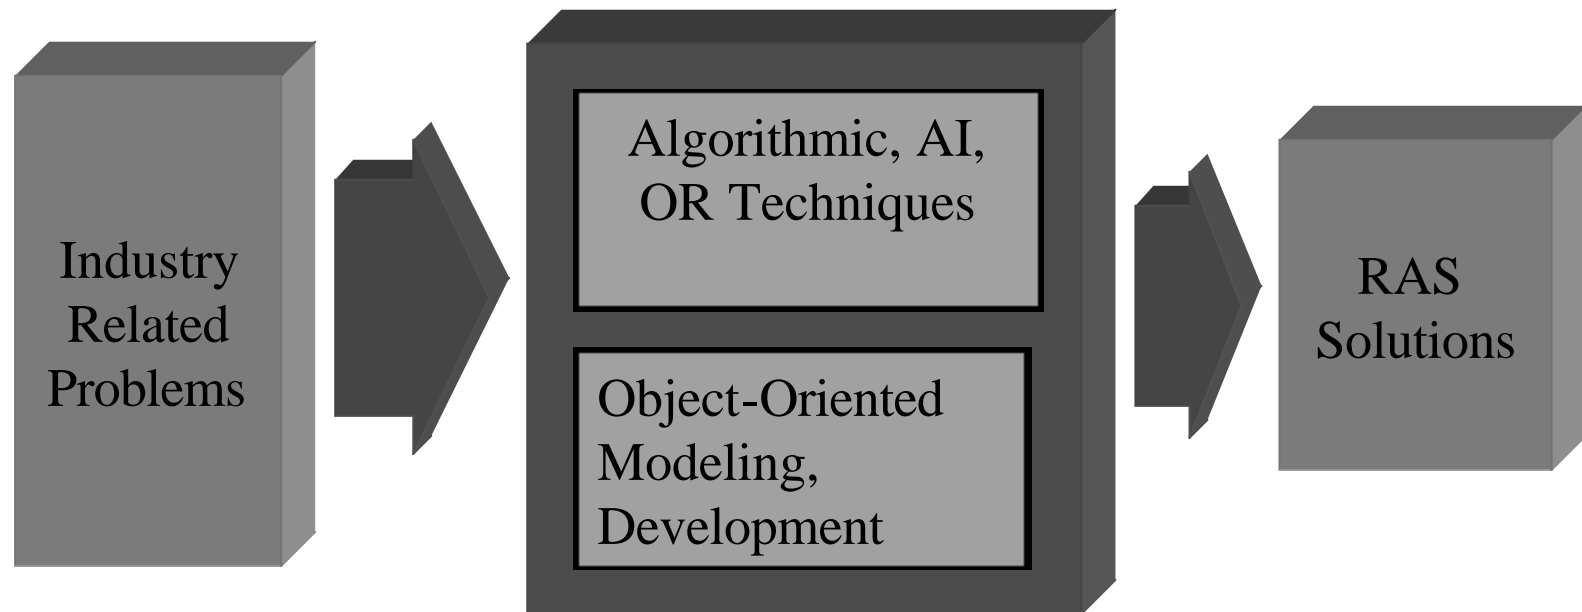 Industry
Related
Problems
Algorithmic, AI,
OR Techniques
Object-Oriented
Modeling,
Development
RAS
Solutions